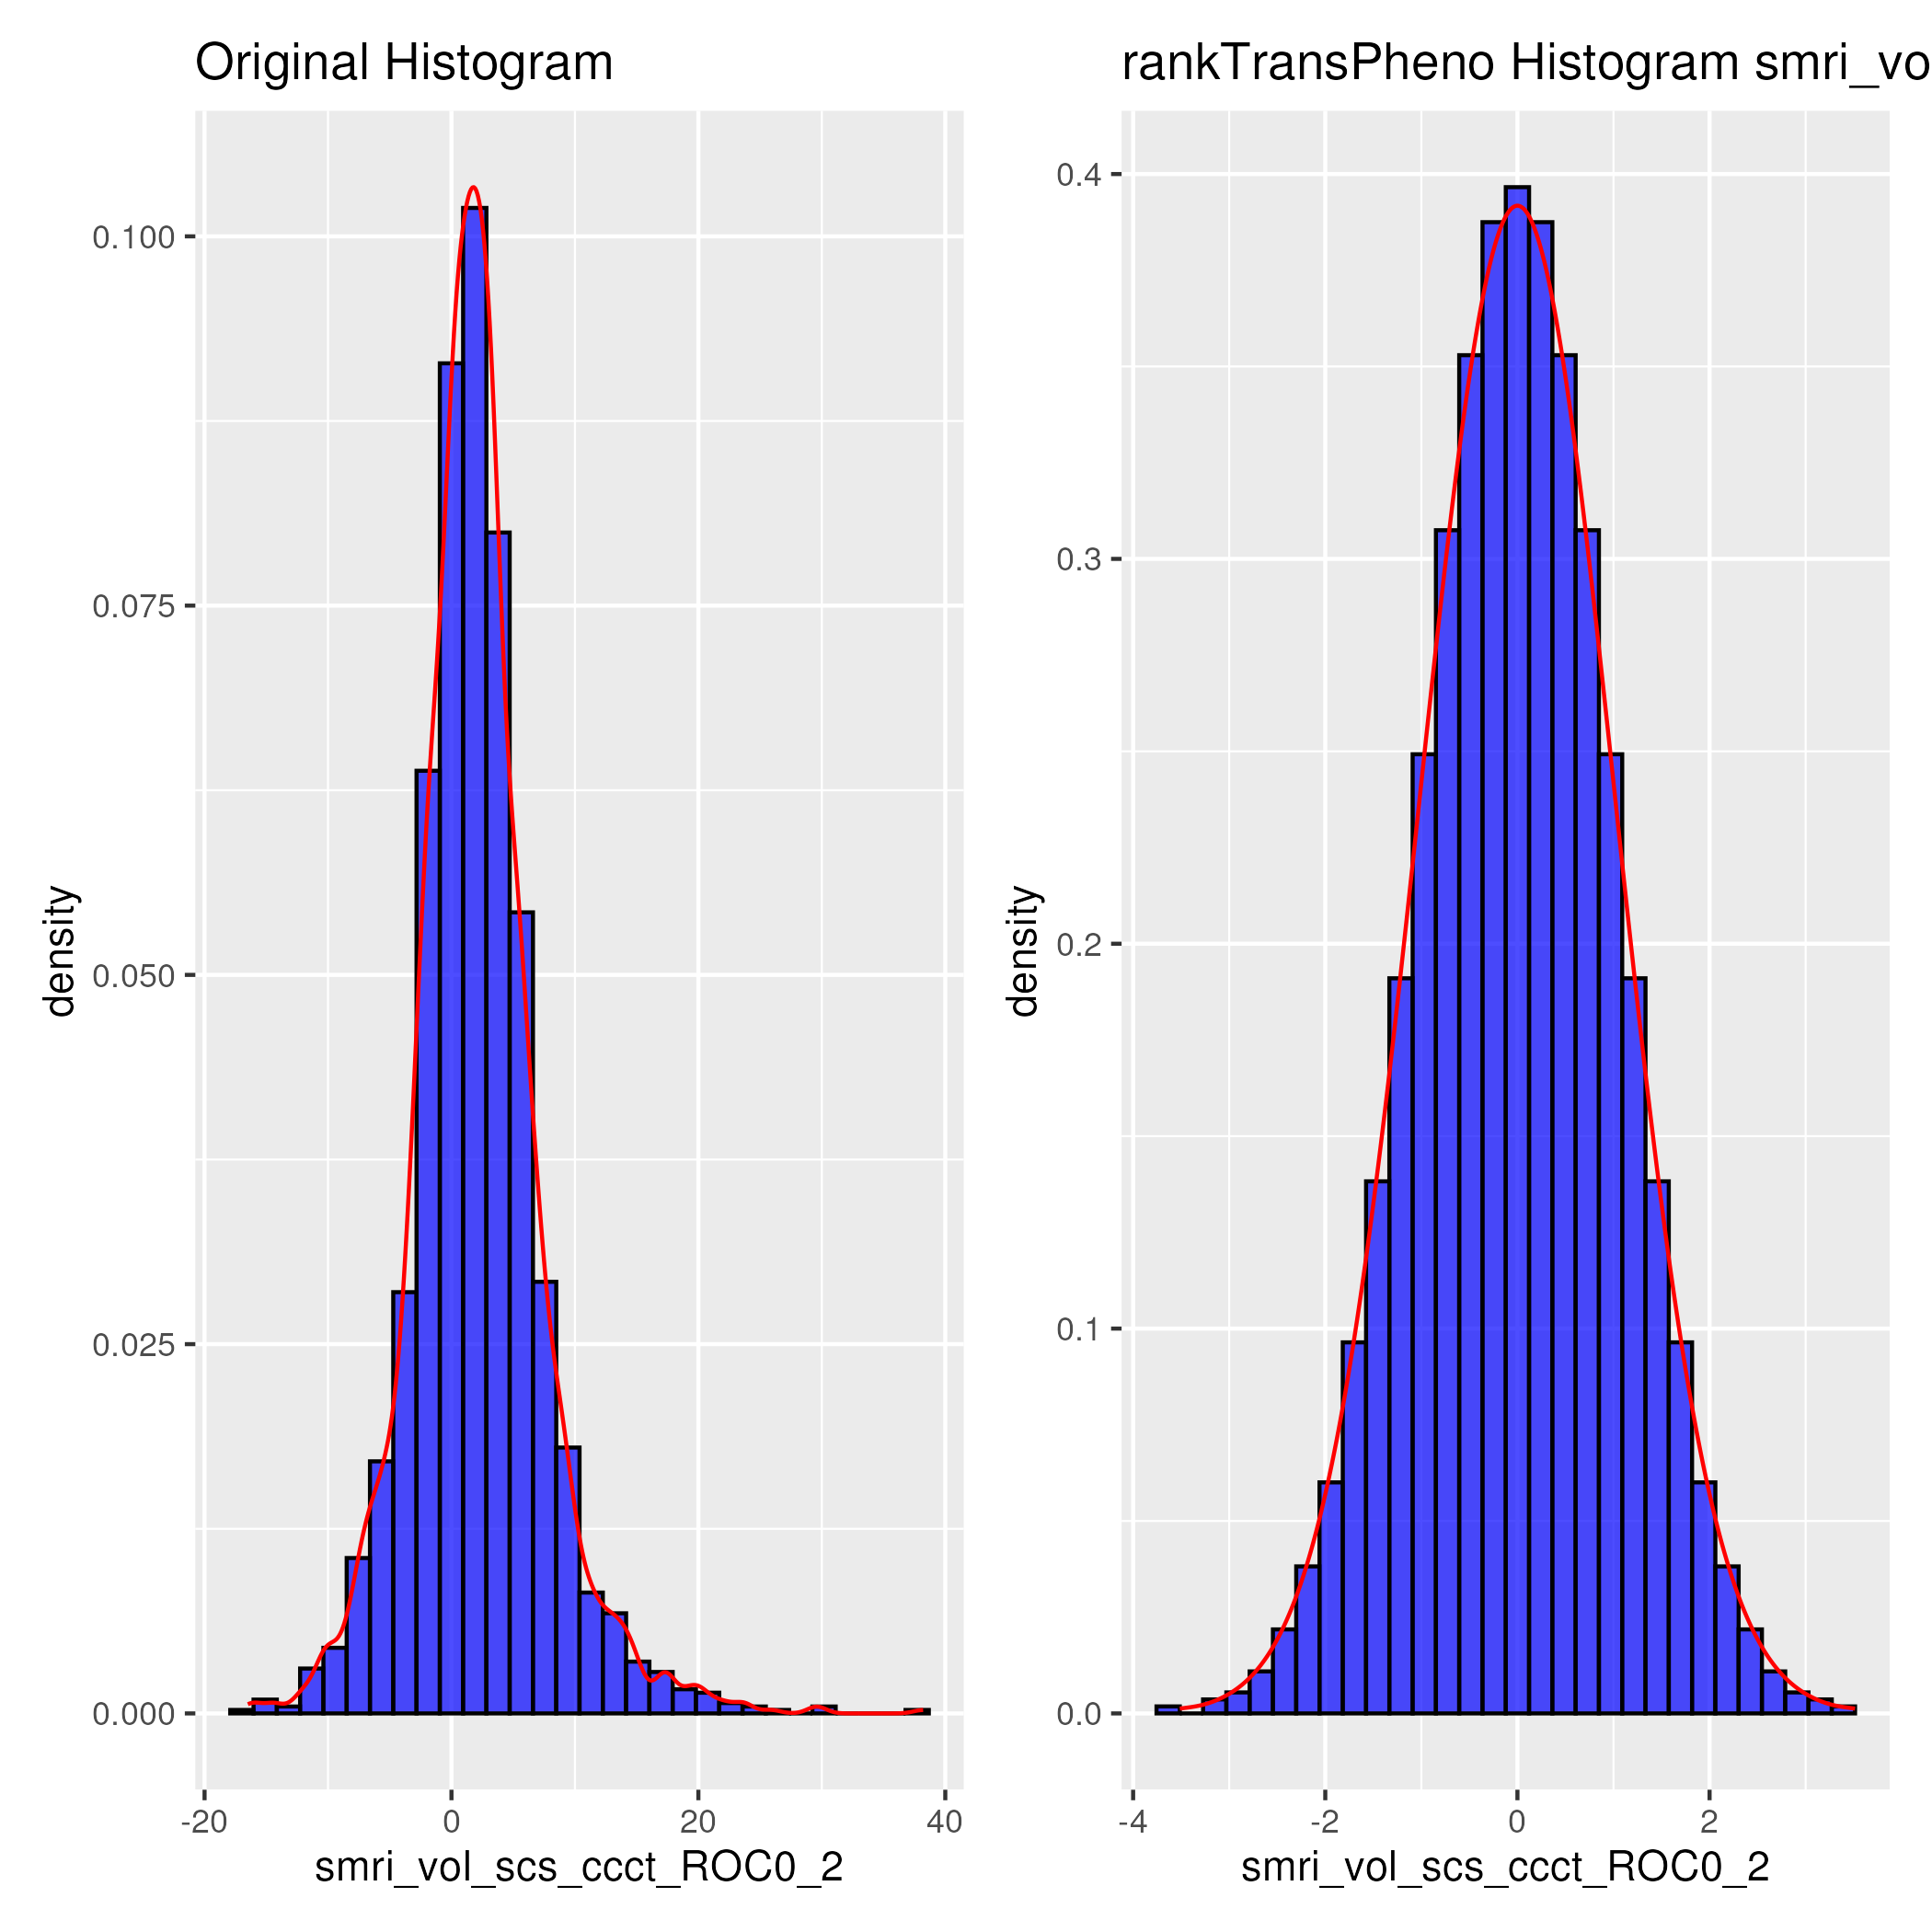 Original Histogram
density
0.100
0.075
0.050
0.025
0.000
-20 0 20 40
smri_vol_scs_ccct_ROC0_2
rankTransPheno Histogram smri_vo
density
0.4
0.3
0.2
0.1
0.0
-4 -2 0 2
smri_vol_scs_ccct_ROC0_2